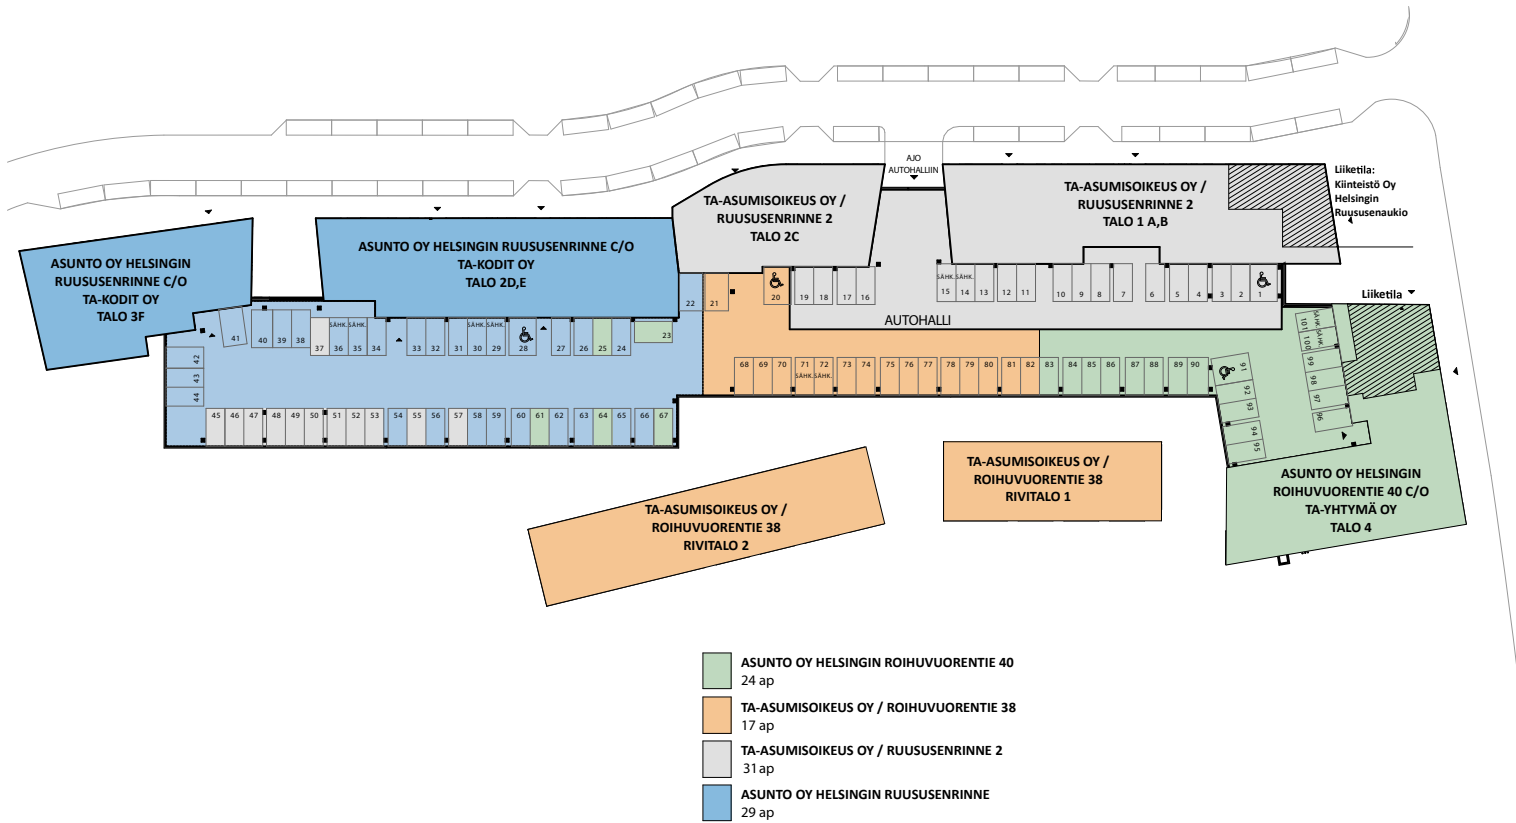 AJO
AUTOHALLIIN
Liiketila:
Kiinteistö Oy
Helsingin
Ruususenaukio
TA-ASUMISOIKEUS OY /
RUUSUSENRINNE 2
TALO 2C
TA-ASUMISOIKEUS OY /
RUUSUSENRINNE 2
TALO 1 A,B
ASUNTO OY HELSINGIN
RUUSUSENRINNE C/O
TA-KODIT OY
TALO 3F
ASUNTO OY HELSINGIN RUUSUSENRINNE C/O
TA-KODIT OY
TALO 2D,E
Liiketila
AUTOHALLI
22 21 20 19 18 17 16
SÄHK. SÄHK.
15 14 13 12 11 10 9 8 7 6 5 4 3 2 1
41 40 39 38 37
SÄHK. SÄHK.
36 35 34 33 32 31
SÄHK. SÄHK.
30 29 28 27 26 25 24 23
42
43
44
68 69 70 71 72 73 74 75 76 77 78 79 80 81 82 83 84 85 86 87 88 89 90
SÄHK. SÄHK.
45 46 47 48 49 50 51 52 53 54 55 56 57 58 59 60 61 62 63 64 65 66 67
91
92
93
94
95
101 SÄHK.
100 SÄHK.
99
98
97
96
TA-ASUMISOIKEUS OY /
ROIHUVUORENTIE 38
RIVITALO 2
TA-ASUMISOIKEUS OY /
ROIHUVUORENTIE 38
RIVITALO 1
ASUNTO OY HELSINGIN
ROIHUVUORENTIE 40 C/O
TA-YHTYMÄ OY
TALO 4
ASUNTO OY HELSINGIN ROIHUVUORENTIE 40
24 ap
TA-ASUMISOIKEUS OY / ROIHUVUORENTIE 38
17 ap
TA-ASUMISOIKEUS OY / RUUSUSENRINNE 2
31 ap
ASUNTO OY HELSINGIN RUUSUSENRINNE
29 ap